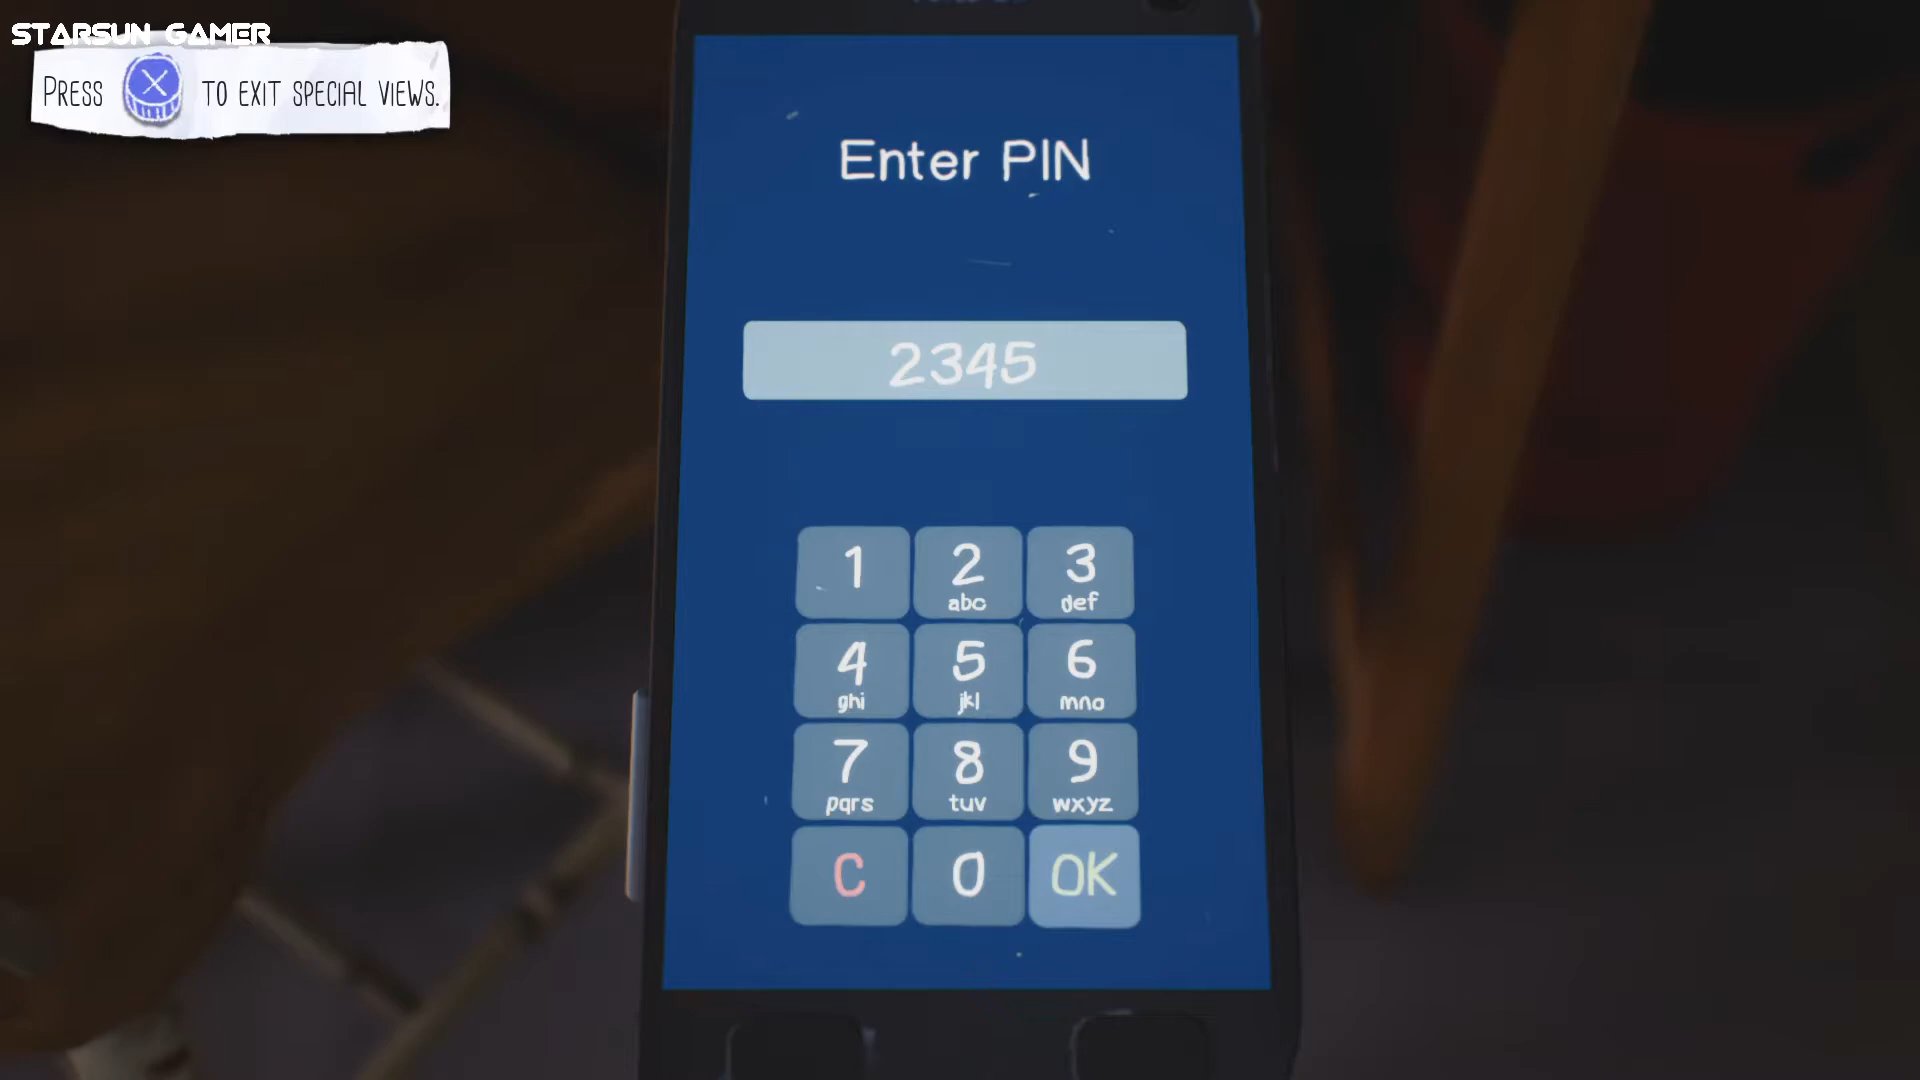 STARSUN GAMER
PRESS X TO EXIT SPECIAL VIEWS.
Enter PIN
2345
1 2 3
abc def
4 5 6
ghi jkl mno
7 8 9
pqrs tuv wxyz
C 0 OK